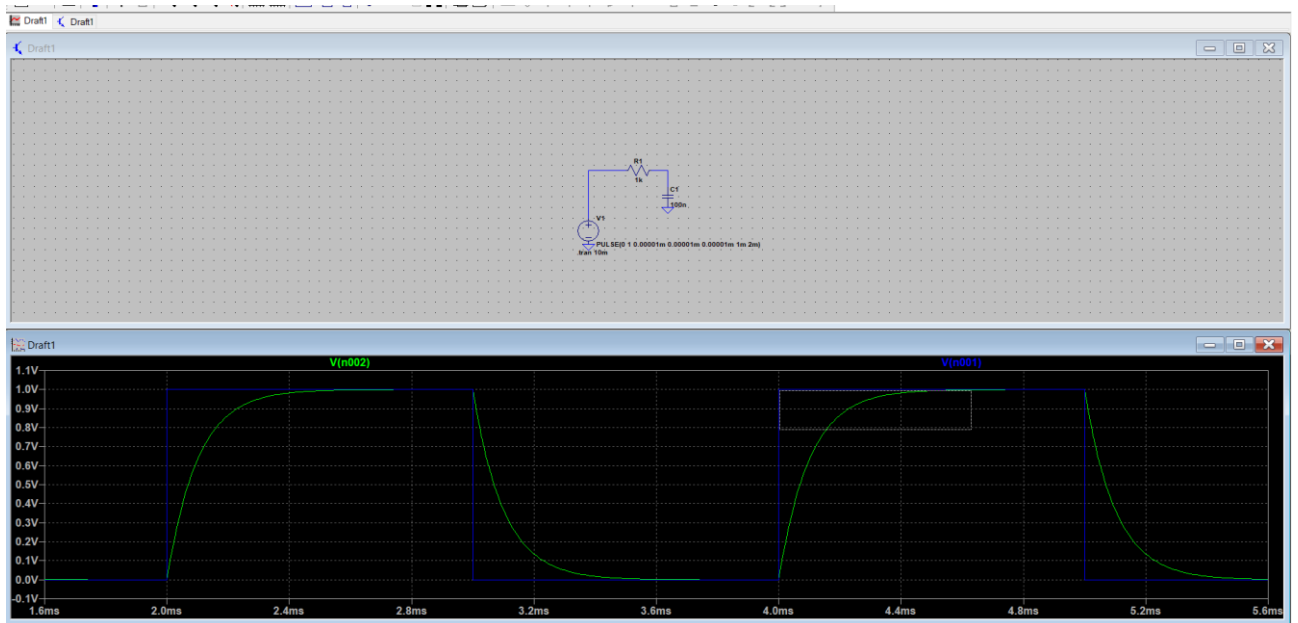 Draft1 Draft1
Draft1
R1
1k
C1
100n
V1
PULSE(0 1 0.00001m 0.00001m 0.00001m 1m 2m)
.tran 10m
Draft1
V(n002) V(n001)
1.1V
1.0V
0.9V
0.8V
0.7V
0.6V
0.5V
0.4V
0.3V
0.2V
0.1V
0.0V
-0.1V
1.6ms 2.0ms 2.4ms 2.8ms 3.2ms 3.6ms 4.0ms 4.4ms 4.8ms 5.2ms 5.6ms